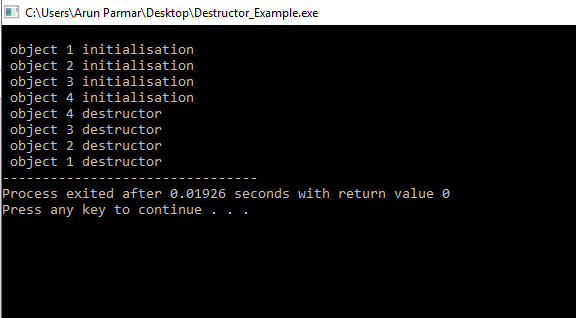 C:\Users\Arun Parmar\Desktop\Destructor_Example.exe
object 1 initialisation
object 2 initialisation
object 3 initialisation
object 4 initialisation
object 4 destructor
object 3 destructor
object 2 destructor
object 1 destructor
--------------------------------
Process exited after 0.01926 seconds with return value 0
Press any key to continue . . .